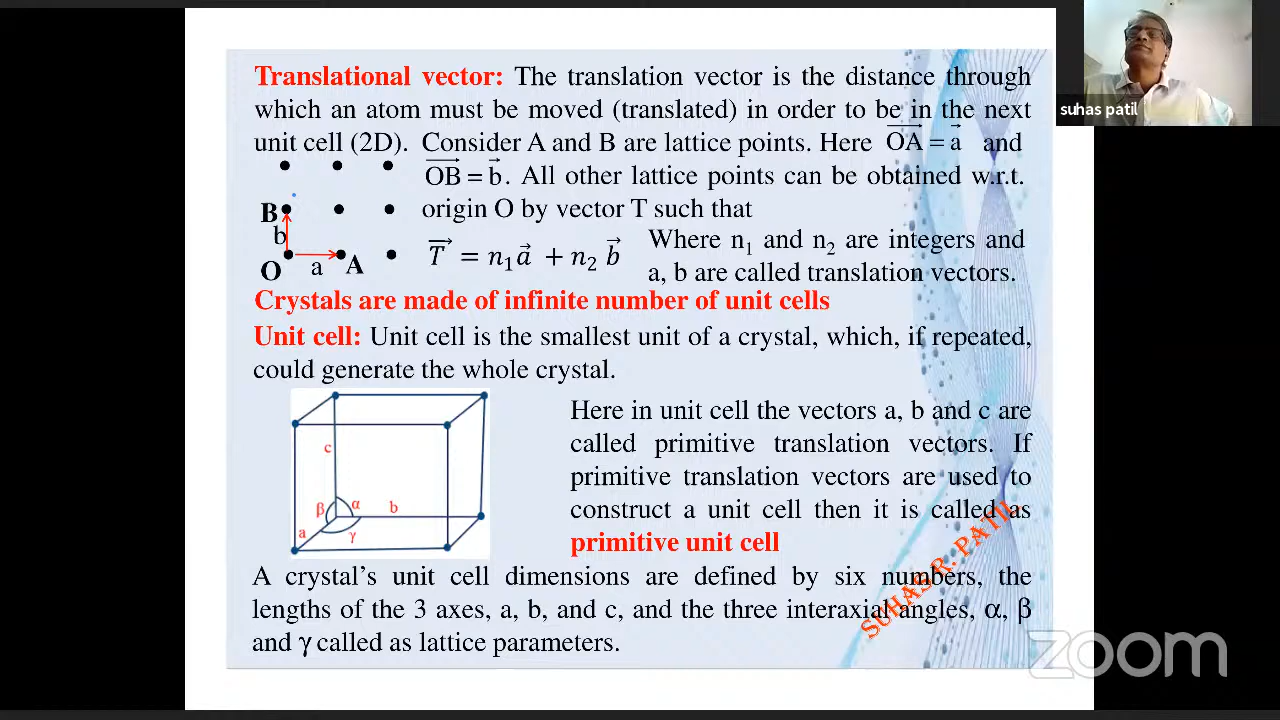 Translational vector: The translation vector is the distance through
which an atom must be moved (translated) in order to be in the next
unit cell (2D). Consider A and B are lattice points. Here OA = a and
OB = b. All other lattice points can be obtained w.r.t.
origin O by vector T such that
B
b
O a A
T = n₁a + n₂ b
Where n₁ and n₂ are integers and
a, b are called translation vectors.
Crystals are made of infinite number of unit cells
Unit cell: Unit cell is the smallest unit of a crystal, which, if repeated,
could generate the whole crystal.
c
β α b
a γ
Here in unit cell the vectors a, b and c are
called primitive translation vectors. If
primitive translation vectors are used to
construct a unit cell then it is called as
primitive unit cell
A crystal's unit cell dimensions are defined by six numbers, the
lengths of the 3 axes, a, b, and c, and the three interaxial angles, α, β
and γ called as lattice parameters.
SUHAS R. PATIL
suhas patil
zoom